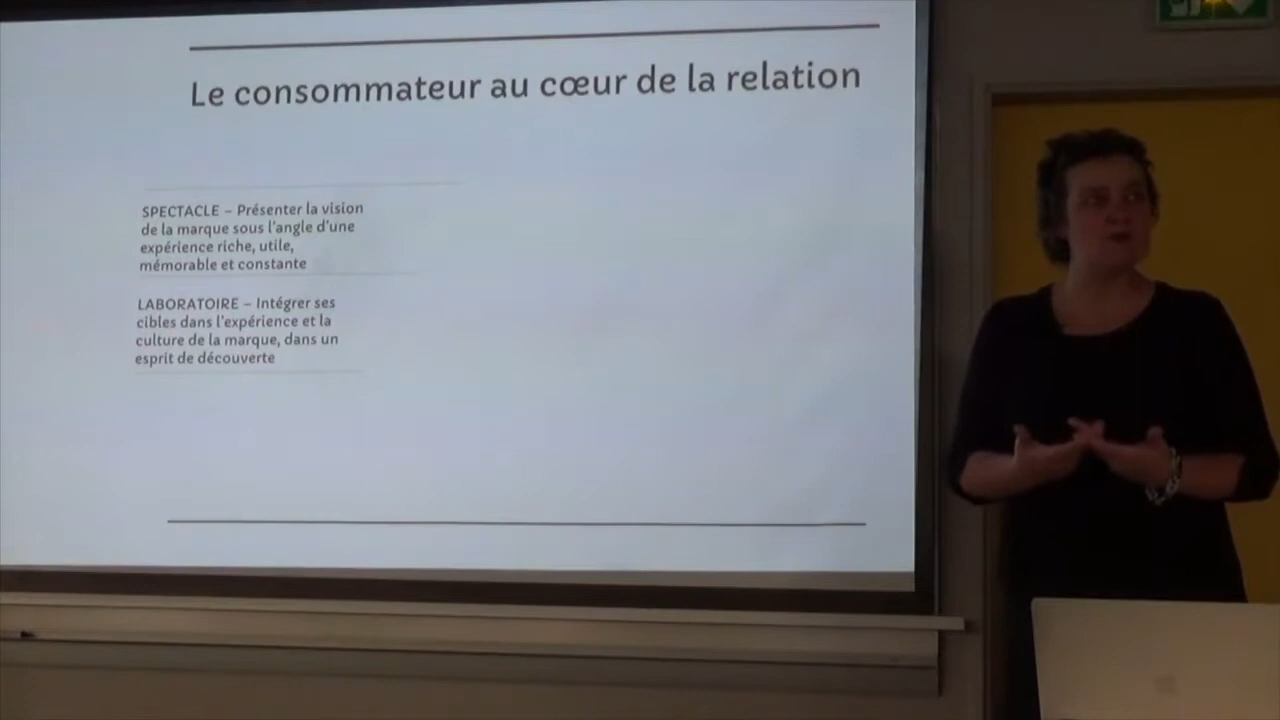 Le consommateur au cœur de la relation
SPECTACLE – Présenter la vision
de la marque sous l'angle d'une
expérience riche, utile,
mémorable et constante
LABORATOIRE – Intégrer ses
cibles dans l'expérience et la
culture de la marque, dans un
esprit de découverte